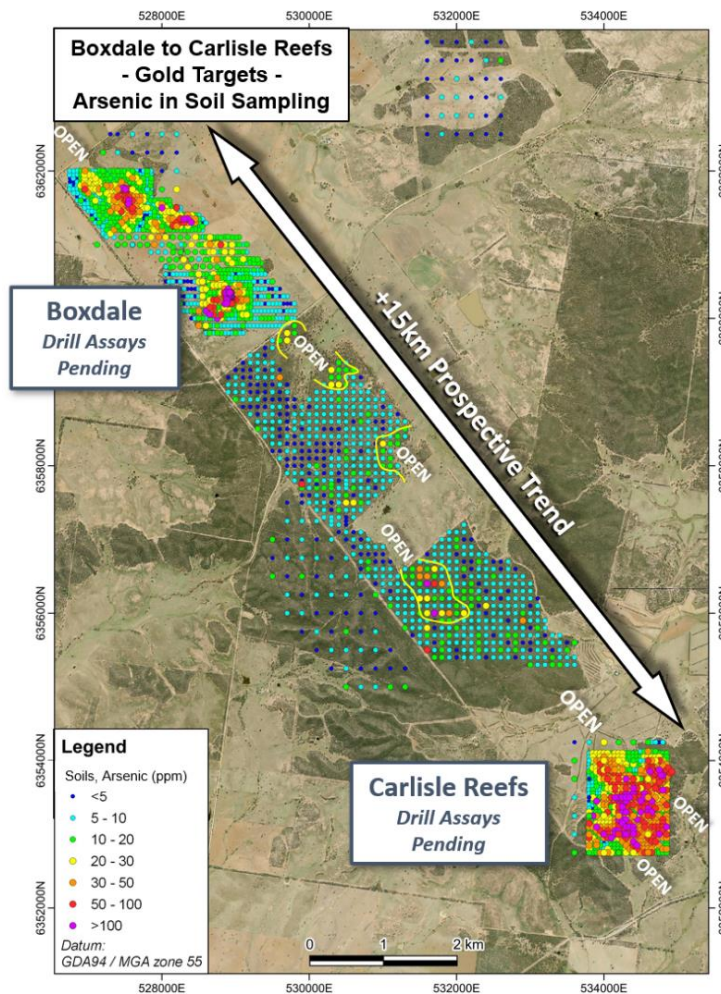 528000E
530000E
532000E
534000E
Boxdale to Carlisle Reefs
- Gold Targets -
Arsenic in Soil Sampling
OPEN
6362000N
+15km Prospective Trend
Boxdale
Drill Assays
Pending
OPEN
6358000N
OPEN
OPEN
6356000N
OPEN
6354000N
Carlisle Reefs
Drill Assays
Pending
OPEN
OPEN
6352000N
Legend
Soils, Arsenic (ppm)
<5
5 - 10
10 - 20
20 - 30
30 - 50
50 - 100
>100
Datum:
GDA94 / MGA zone 55
0 1 2 km
528000E
530000E
532000E
534000E